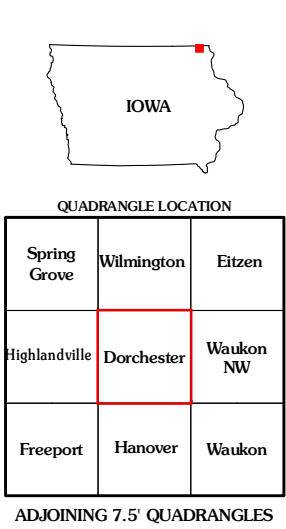 IOWA
QUADRANGLE LOCATION
Spring
Grove
Wilmington
Eitzen
Highlandville
Dorchester
Waukon
NW
Freeport
Hanover
Waukon
ADJOINING 7.5' QUADRANGLES